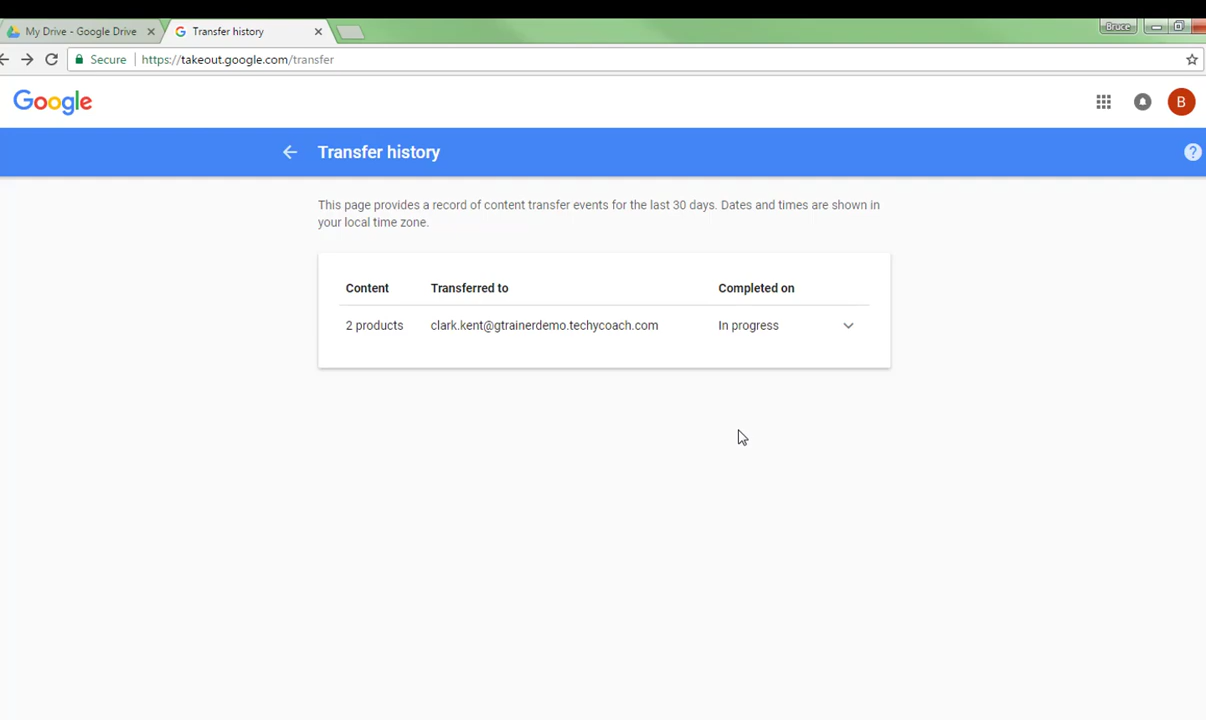 My Drive - Google Drive
Transfer history
Bruce
Secure
https://takeout.google.com/transfer
Google
B
Transfer history
?
This page provides a record of content transfer events for the last 30 days. Dates and times are shown in
your local time zone.
Content Transferred to Completed on
2 products clark.kent@gtrainerdemo.techycoach.com In progress